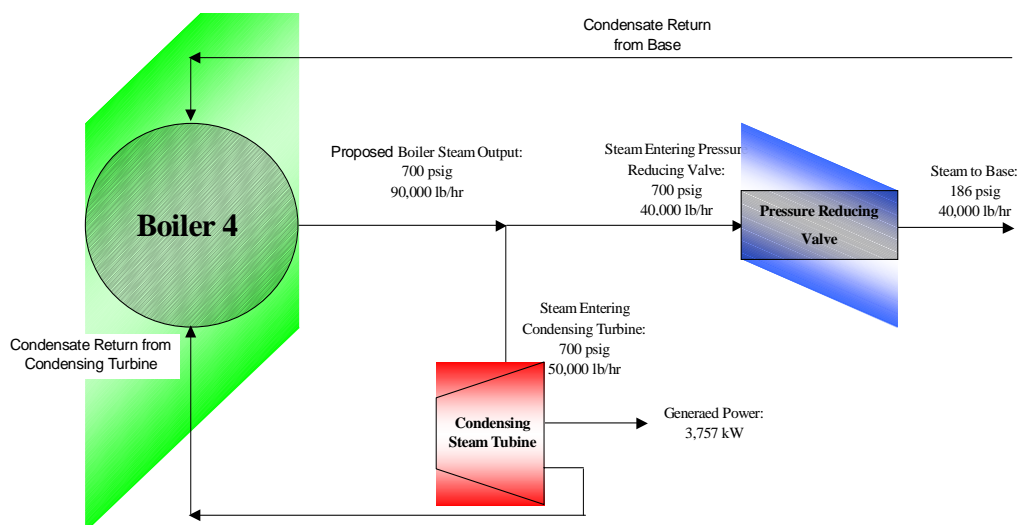 Condensate Return
from Base
Proposed Boiler Steam Output:
700 psig
90,000 lb/hr
Steam Entering Pressure
Reducing Valve:
700 psig
40,000 lb/hr
Steam to Base:
186 psig
40,000 lb/hr
Boiler 4
Pressure Reducing
Valve
Steam Entering
Condensing Turbine:
700 psig
50,000 lb/hr
Condensate Return from
Condensing Turbine
Condensing
Steam Tubine
Generaed Power:
3,757 kW